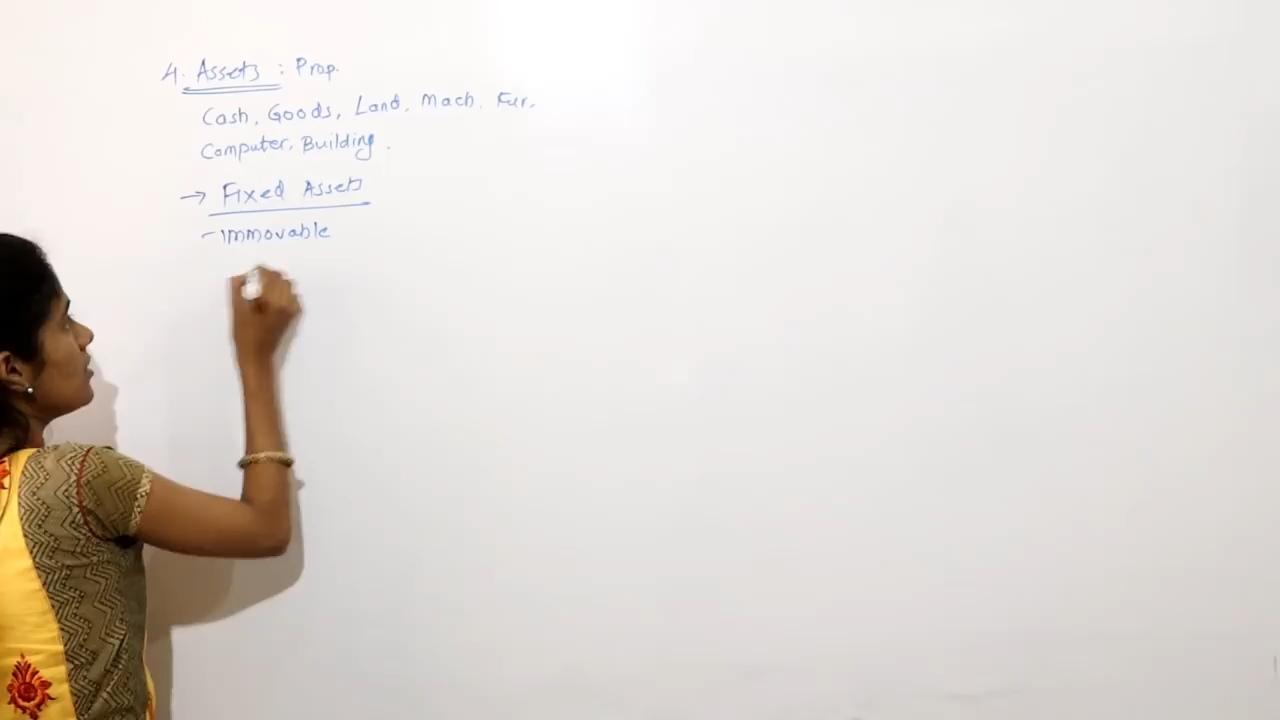 4. Assets : Prop.
Cash, Goods, Land, Mach. Fur.
Computer, Building.
→ Fixed Assets
- Immovable